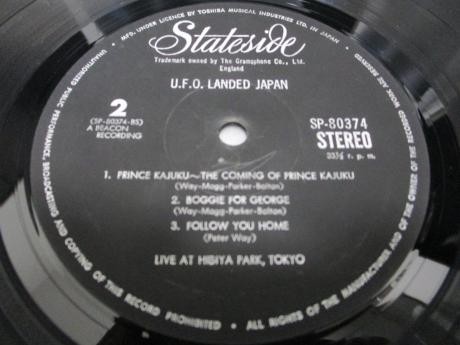 MFD. UNDER LICENCE BY TOSHIBA MUSICAL INDUSTRIES LTD. IN JAPAN.
Stateside
Trademark owned by The Gramophone Co., Ltd.
England
U.F.O. LANDED JAPAN
2
(SP-80374-BS)
A BEACON
RECORDING
SP-80374
STEREO
33⅓ r. p. m.
1. PRINCE KAJUKU~THE COMING OF PRINCE KAJUKU
(Way-Mogg-Parker-Bolton)
2. BOGGIE FOR GEORGE
(Way-Mogg-Parker-Bolton)
3. FOLLOW YOU HOME
(Peter Way)
LIVE AT HIBIYA PARK, TOKYO
UNAUTHORIZED PUBLIC PERFORMANCE, BROADCASTING AND COPYING OF THIS RECORD PROHIBITED • ALL RIGHTS OF THE MANUFACTURER AND OF THE OWNER OF THE RECORDED WORK ARE RESERVED